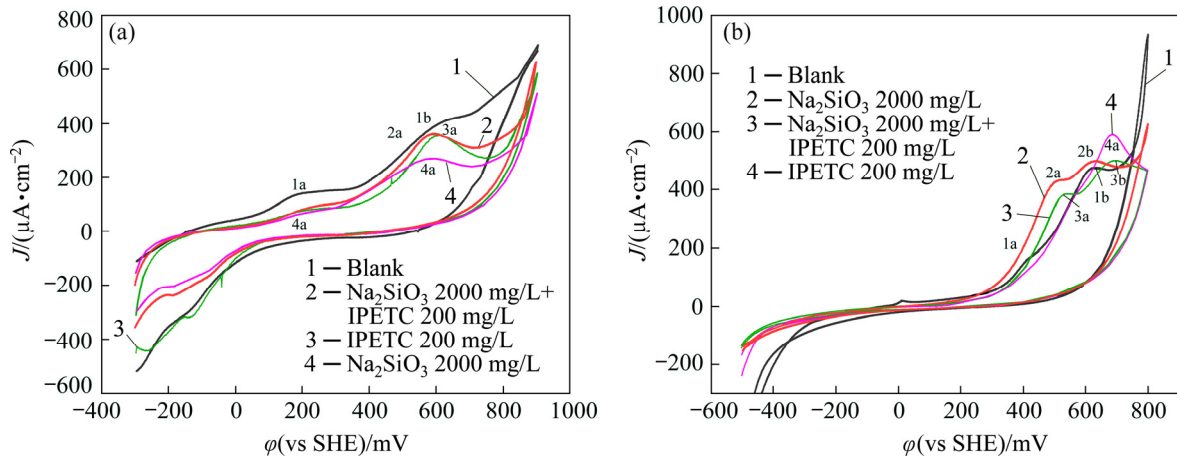 (a)
800
600
400
200
0
−200
−400
−600
J/(μA•cm−2)
1a
2a
1b
3a
4a
4a
1
2
4
3
1 — Blank
2 — Na2SiO3 2000 mg/L+
IPETC 200 mg/L
3 — IPETC 200 mg/L
4 — Na2SiO3 2000 mg/L
−400 −200 0 200 400 600 800 1000
φ(vs SHE)/mV
(b)
1000
800
600
400
200
0
−200
J/(μA•cm−2)
1 — Blank
2 — Na2SiO3 2000 mg/L
3 — Na2SiO3 2000 mg/L+
IPETC 200 mg/L
4 — IPETC 200 mg/L
1
4
2
3
2a
2b
4a
3b
1b
3a
1a
−600 −400 −200 0 200 400 600 800
φ(vs SHE)/mV